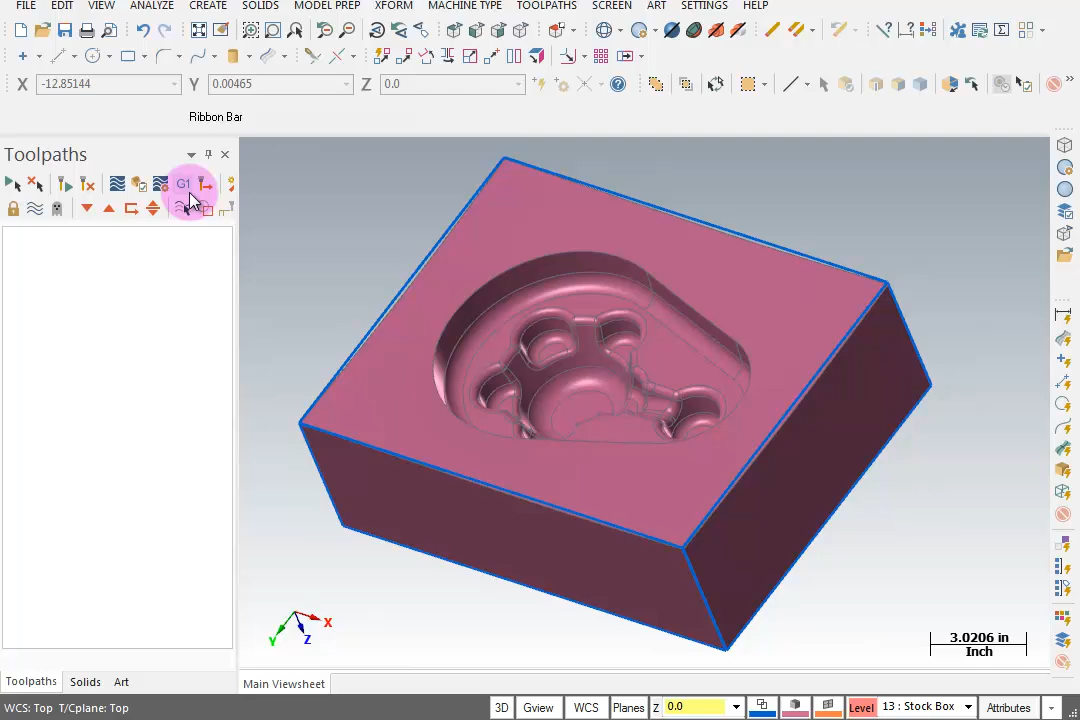 FILE EDIT VIEW ANALYZE CREATE SOLIDS MODEL PREP XFORM MACHINE TYPE TOOLPATHS SCREEN ART SETTINGS HELP
X -12.85144 Y 0.00465 Z 0.0
Ribbon Bar
Toolpaths
G1
X
Y
Z
3.0206 in
Inch
Toolpaths Solids Art
Main Viewsheet
WCS: Top T/Cplane: Top
3D Gview WCS Planes Z 0.0 Level 13 : Stock Box Attributes